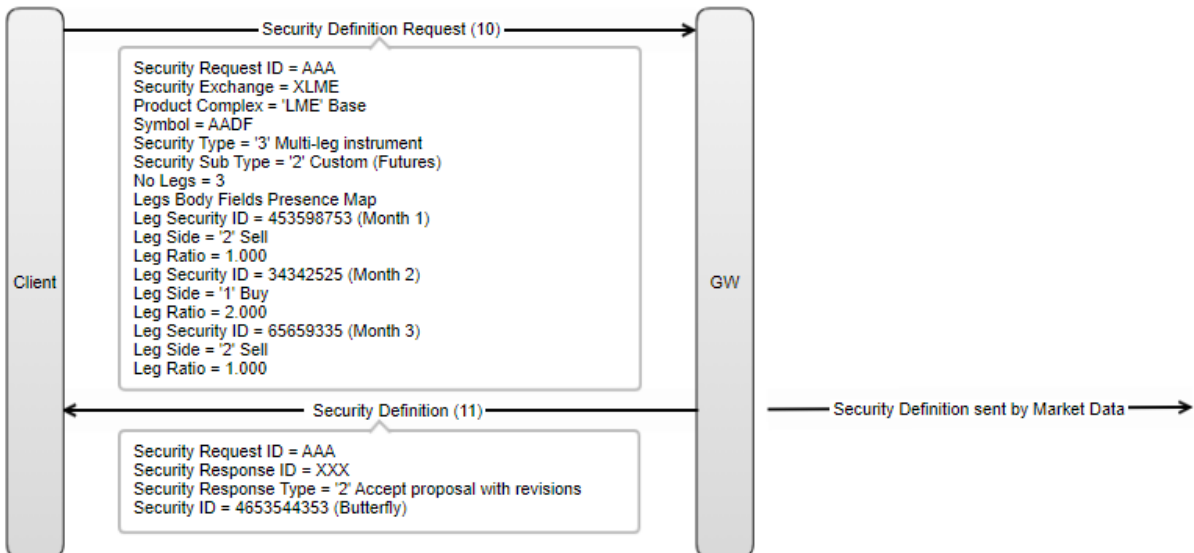 Security Definition Request (10)
Security Request ID = AAA
Security Exchange = XLME
Product Complex = 'LME' Base
Symbol = AADF
Security Type = '3' Multi-leg instrument
Security Sub Type = '2' Custom (Futures)
No Legs = 3
Legs Body Fields Presence Map
Leg Security ID = 453598753 (Month 1)
Leg Side = '2' Sell
Leg Ratio = 1.000
Leg Security ID = 34342525 (Month 2)
Leg Side = '1' Buy
Leg Ratio = 2.000
Leg Security ID = 65659335 (Month 3)
Leg Side = '2' Sell
Leg Ratio = 1.000
Client
GW
Security Definition (11)
Security Definition sent by Market Data
Security Request ID = AAA
Security Response ID = XXX
Security Response Type = '2' Accept proposal with revisions
Security ID = 4653544353 (Butterfly)